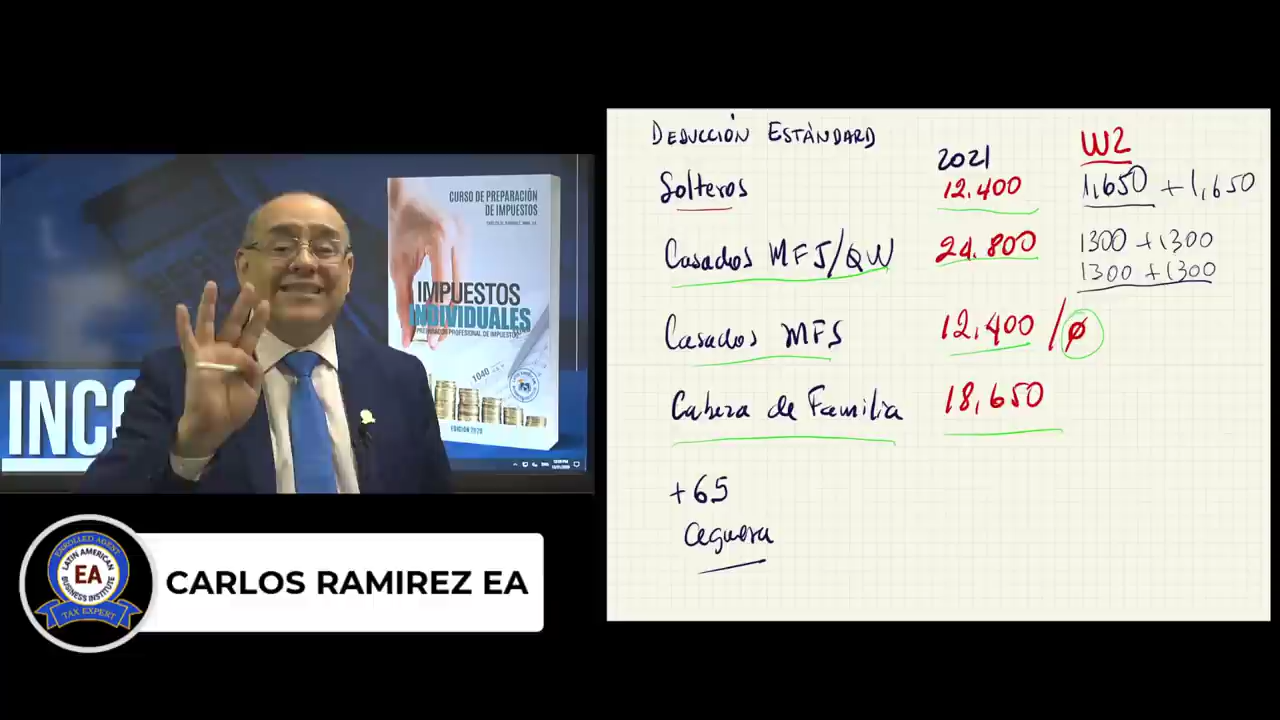 CURSO DE PREPARACIÓN
DE IMPUESTOS
IMPUESTOS
INDIVIDUALES
1040
EDICIÓN 2020
INCO
ENROLLED AGENT
LATIN AMERICAN
EA
BUSINESS INSTITUTE
TAX EXPERT
CARLOS RAMIREZ EA
DEDUCCIÓN ESTÁNDARD
2021 W2
Solteros 12.400 1,650 + 1,650
Casados MFJ/QW 24.800 1300 + 1300
1300 + 1300
Casados MFS 12,400 / ø
Cabeza de Familia 18,650
+65
Ceguera